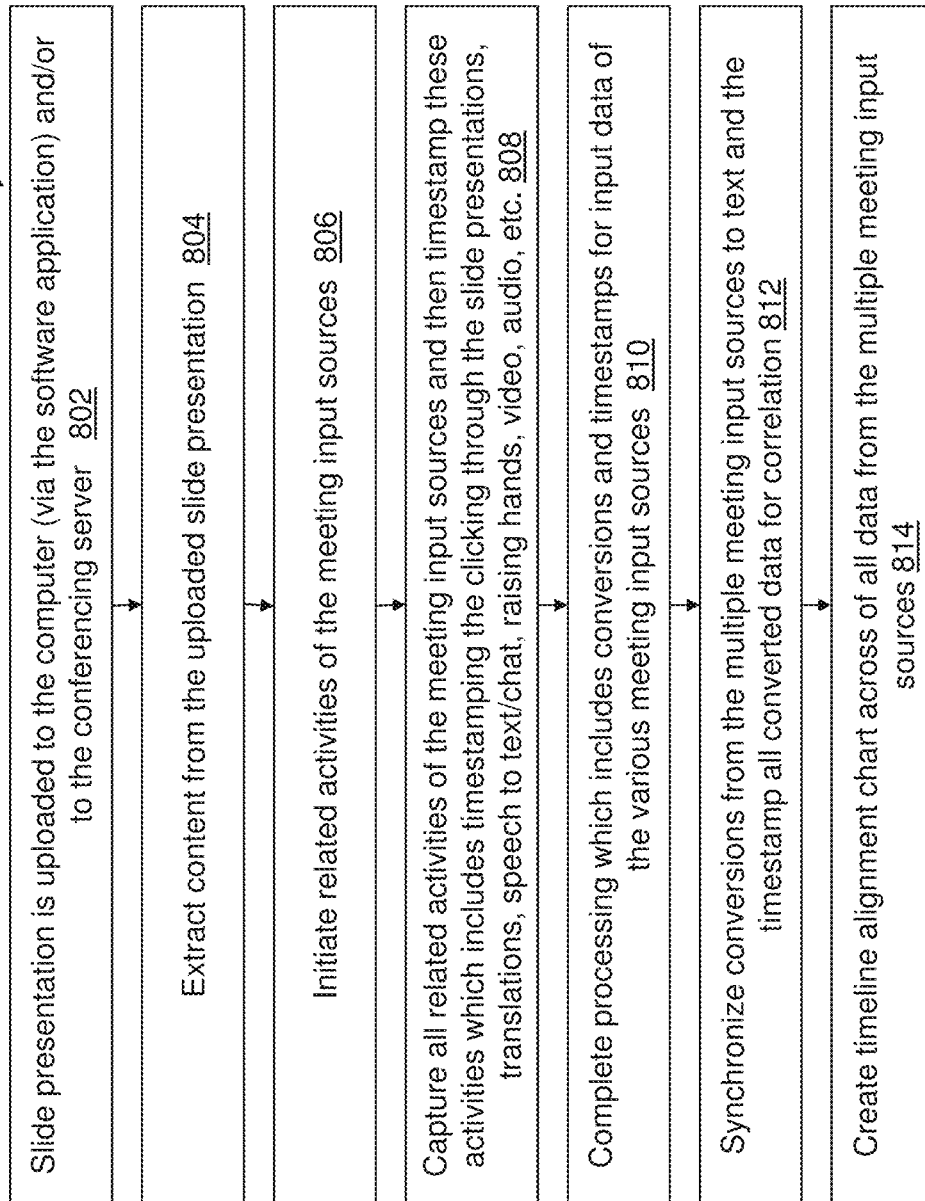 Slide presentation is uploaded to the computer (via the software application) and/or
to the conferencing server 802
Extract content from the uploaded slide presentation 804
Initiate related activities of the meeting input sources 806
Capture all related activities of the meeting input sources and then timestamp these
activities which includes timestamping the clicking through the slide presentations,
translations, speech to text/chat, raising hands, video, audio, etc. 808
Complete processing which includes conversions and timestamps for input data of
the various meeting input sources 810
Synchronize conversions from the multiple meeting input sources to text and the
timestamp all converted data for correlation 812
Create timeline alignment chart across of all data from the multiple meeting input
sources 814